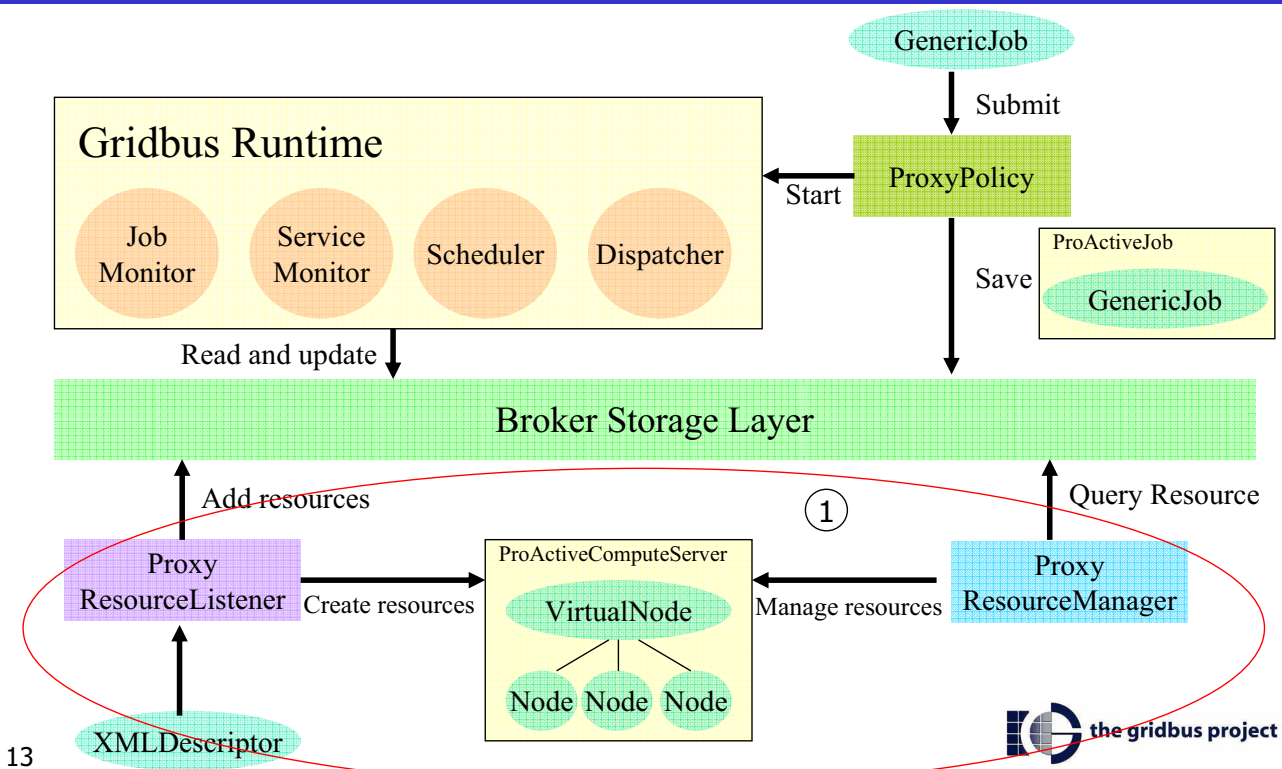 GenericJob
Submit
Gridbus Runtime
ProxyPolicy
Start
Job
Monitor
Service
Monitor
Scheduler
Dispatcher
ProActiveJob
Save
GenericJob
Read and update
Broker Storage Layer
Add resources
1
Query Resource
Proxy
ResourceListener
Create resources
ProActiveComputeServer
VirtualNode
Node Node Node
Manage resources
Proxy
ResourceManager
XMLDescriptor
the gridbus project
13